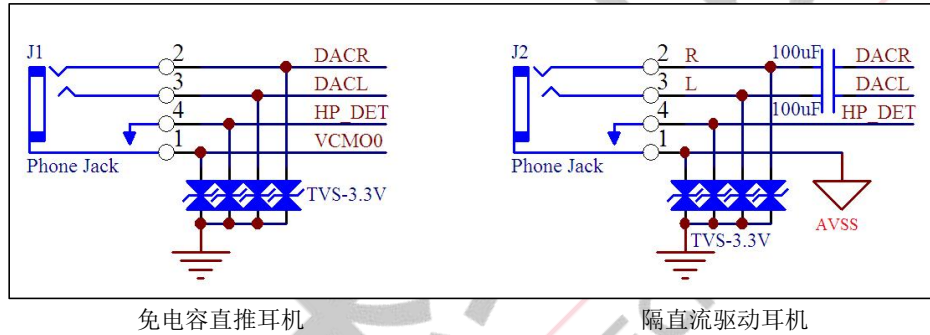 J1
2
DACR
3
DACL
4
HP_DET
1
VCMO0
Phone Jack
TVS-3.3V
J2
2
R
100uF
DACR
3
L
DACL
4
100uF
HP_DET
1
Phone Jack
TVS-3.3V
AVSS
免电容直推耳机
隔直流驱动耳机